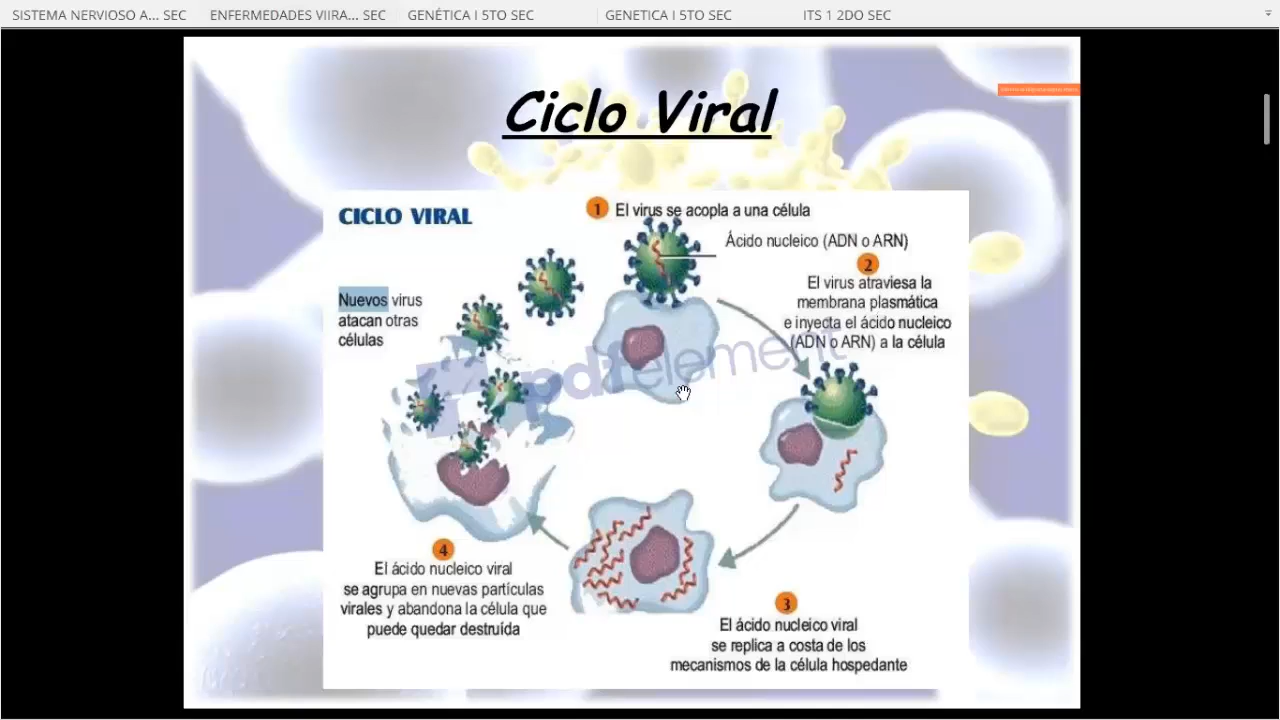 SISTEMA NERVIOSO A... SEC
ENFERMEDADES VIIRA... SEC
GENÉTICA I 5TO SEC
GENETICA I 5TO SEC
ITS 1 2DO SEC
Ciclo Viral
CICLO VIRAL
1 El virus se acopla a una célula
Ácido nucleico (ADN o ARN)
2
El virus atraviesa la
membrana plasmática
e inyecta el ácido nucleico
(ADN o ARN) a la célula
Nuevos virus
atacan otras
células
pdfelement
4
El ácido nucleico viral
se agrupa en nuevas partículas
virales y abandona la célula que
puede quedar destruída
3
El ácido nucleico viral
se replica a costa de los
mecanismos de la célula hospedante